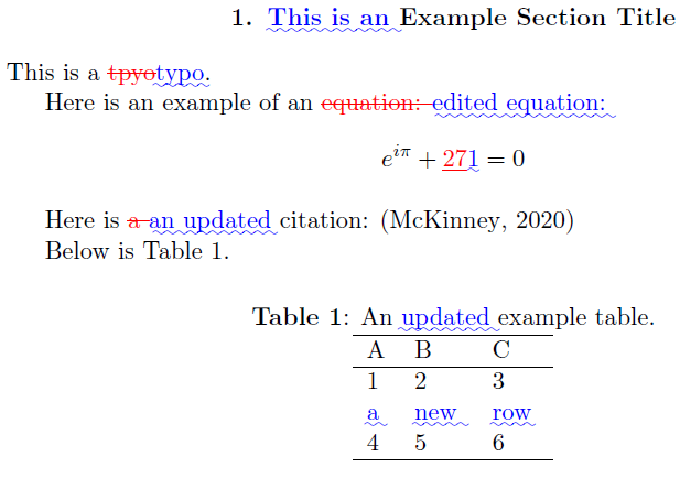 1. This is an Example Section Title
This is a tpyotypo.
Here is an example of an equation: edited equation:
e^{iπ} + 271 = 0
Here is a an updated citation: (McKinney, 2020)
Below is Table 1.
Table 1: An updated example table.
A B C
1 2 3
a new row
4 5 6